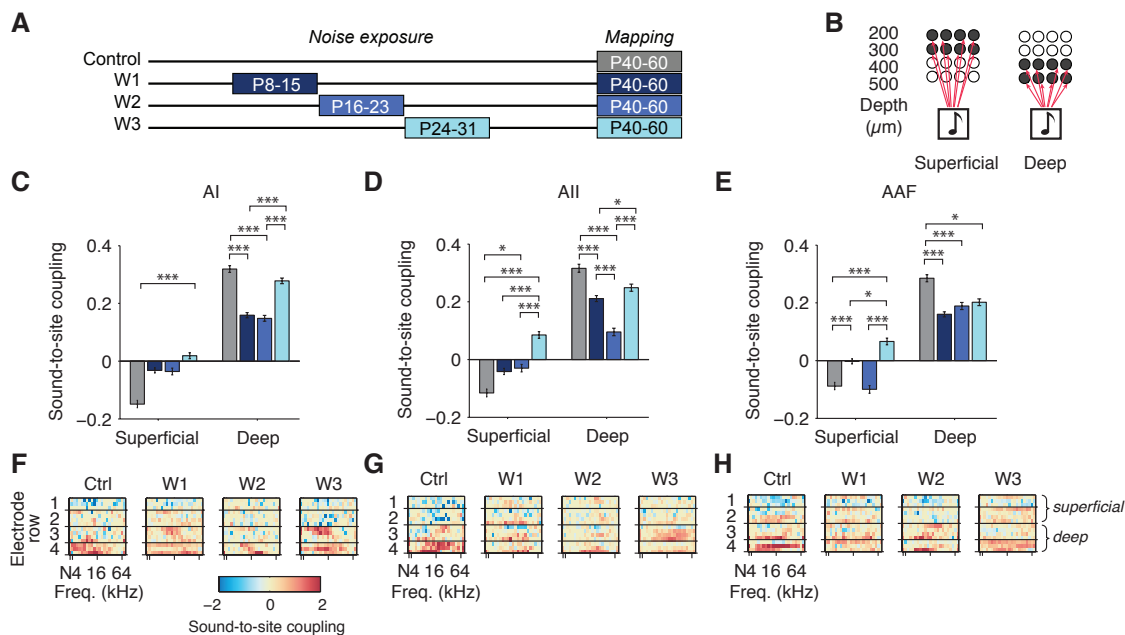 A
Noise exposure Mapping
Control P40-60
W1 P8-15 P40-60
W2 P16-23 P40-60
W3 P24-31 P40-60
B
200
300
400
500
Depth
(µm)
Superficial Deep
C
AI
*** 
***
***
***
***
Sound-to-site coupling
0.4
0.2
0
−0.2
Superficial Deep
D
AII
*
***
***
***
*
***
***
***
***
Sound-to-site coupling
0.4
0.2
0
−0.2
Superficial Deep
E
AAF
*
***
***
***
*
***
***
Sound-to-site coupling
0.4
0.2
0
−0.2
Superficial Deep
F
Ctrl W1 W2 W3
Electrode
row
1
2
3
4
N4 16 64
Freq. (kHz)
−2 0 2
Sound-to-site coupling
G
Ctrl W1 W2 W3
1
2
3
4
N4 16 64
Freq. (kHz)
H
Ctrl W1 W2 W3
1
2
3
4
superficial
deep
N4 16 64
Freq. (kHz)